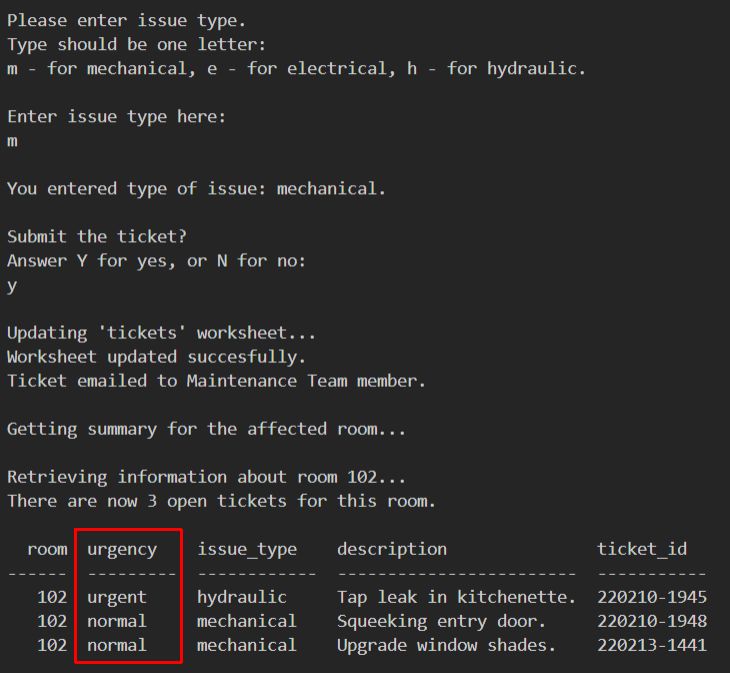 Please enter issue type.
Type should be one letter:
m - for mechanical, e - for electrical, h - for hydraulic.
Enter issue type here:
m
You entered type of issue: mechanical.
Submit the ticket?
Answer Y for yes, or N for no:
y
Updating 'tickets' worksheet...
Worksheet updated succesfully.
Ticket emailed to Maintenance Team member.
Getting summary for the affected room...
Retrieving information about room 102...
There are now 3 open tickets for this room.
room urgency issue_type description ticket_id
------ --------- ------------ ------------------------ -----------
102 urgent hydraulic Tap leak in kitchenette. 220210-1945
102 normal mechanical Squeeking entry door. 220210-1948
102 normal mechanical Upgrade window shades. 220213-1441